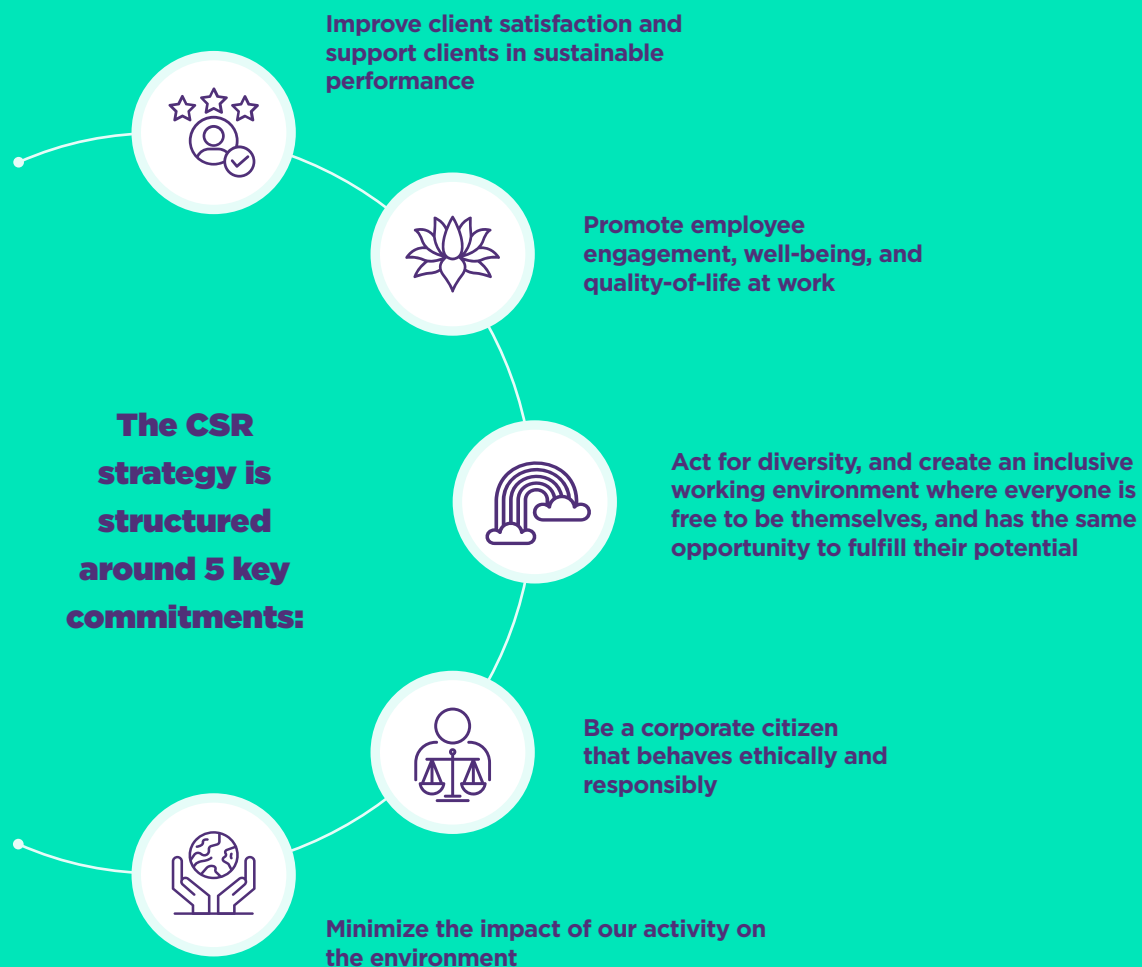 Improve client satisfaction and
support clients in sustainable
performance
Promote employee
engagement, well-being, and
quality-of-life at work
The CSR
strategy is
structured
around 5 key
commitments:
Act for diversity, and create an inclusive
working environment where everyone is
free to be themselves, and has the same
opportunity to fulfill their potential
Be a corporate citizen
that behaves ethically and
responsibly
Minimize the impact of our activity on
the environment